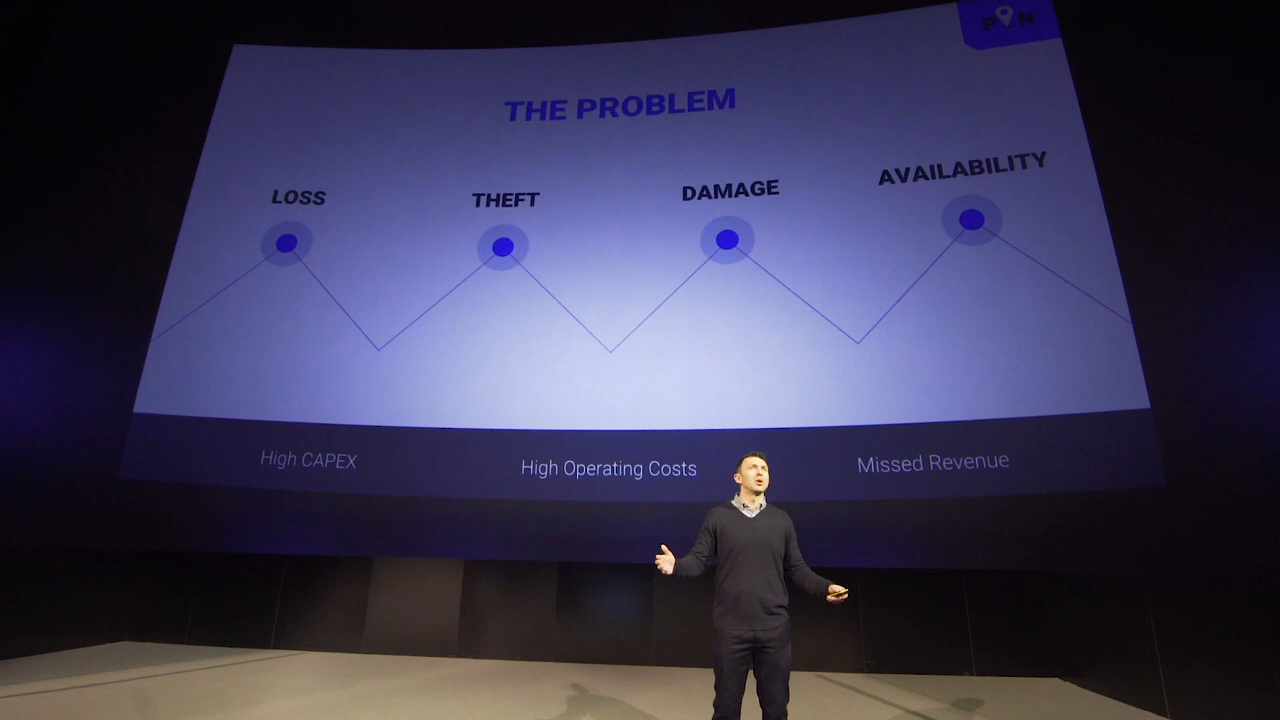 THE PROBLEM
LOSS
THEFT
DAMAGE
AVAILABILITY
High CAPEX
High Operating Costs
Missed Revenue